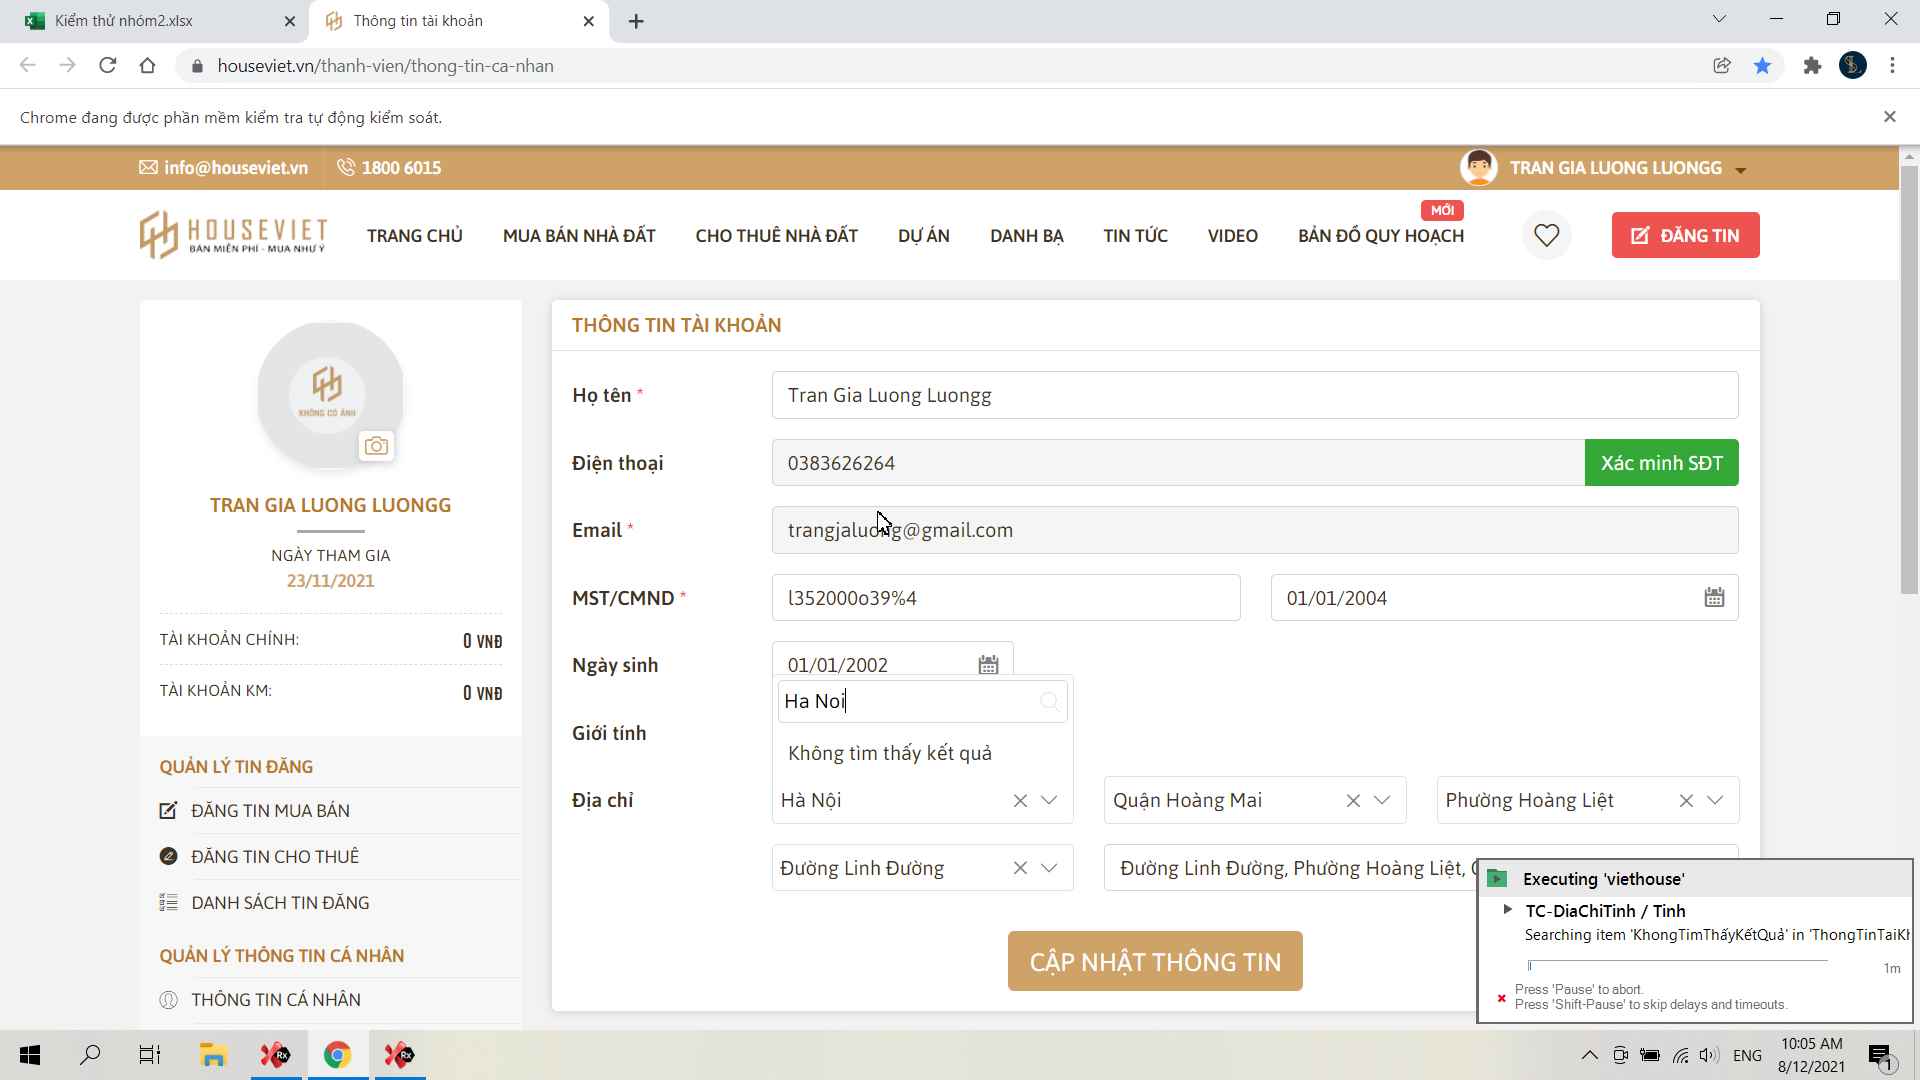 Kiểm thử nhóm2.xlsx
Thông tin tài khoản
houseviet.vn/thanh-vien/thong-tin-ca-nhan
Chrome đang được phần mềm kiểm tra tự động kiểm soát.
info@houseviet.vn
1800 6015
TRAN GIA LUONG LUONGG
HOUSEVIET
BÁN MIỄN PHÍ - MUA NHƯ Ý
TRANG CHỦ
MUA BÁN NHÀ ĐẤT
CHO THUÊ NHÀ ĐẤT
DỰ ÁN
DANH BẠ
TIN TỨC
VIDEO
MỚI
BẢN ĐỒ QUY HOẠCH
ĐĂNG TIN
KHÔNG CÓ ẢNH
TRAN GIA LUONG LUONGG
NGÀY THAM GIA
23/11/2021
TÀI KHOẢN CHÍNH: 0 VNĐ
TÀI KHOẢN KM: 0 VNĐ
QUẢN LÝ TIN ĐĂNG
ĐĂNG TIN MUA BÁN
ĐĂNG TIN CHO THUÊ
DANH SÁCH TIN ĐĂNG
QUẢN LÝ THÔNG TIN CÁ NHÂN
THÔNG TIN CÁ NHÂN
THÔNG TIN TÀI KHOẢN
Họ tên * Tran Gia Luong Luongg
Điện thoại 0383626264 Xác minh SĐT
Email * trangjaluong@gmail.com
MST/CMND * l352000o39%4 01/01/2004
Ngày sinh 01/01/2002
Ha Noi
Giới tính
Không tìm thấy kết quả
Địa chỉ Hà Nội Quận Hoàng Mai Phường Hoàng Liệt
Đường Linh Đường Đường Linh Đường, Phường Hoàng Liệt,
CẬP NHẬT THÔNG TIN
Executing 'viethouse'
TC-DiaChiTinh / Tinh
Searching item 'KhongTimThấyKếtQuả' in 'ThongTinTaiKh
1m
Press 'Pause' to abort.
Press 'Shift-Pause' to skip delays and timeouts.
Rx
Rx
ENG
10:05 AM
8/12/2021
1